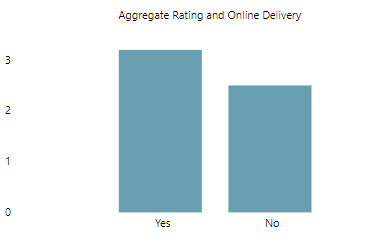 Aggregate Rating and Online Delivery
3
2
1
0
Yes No